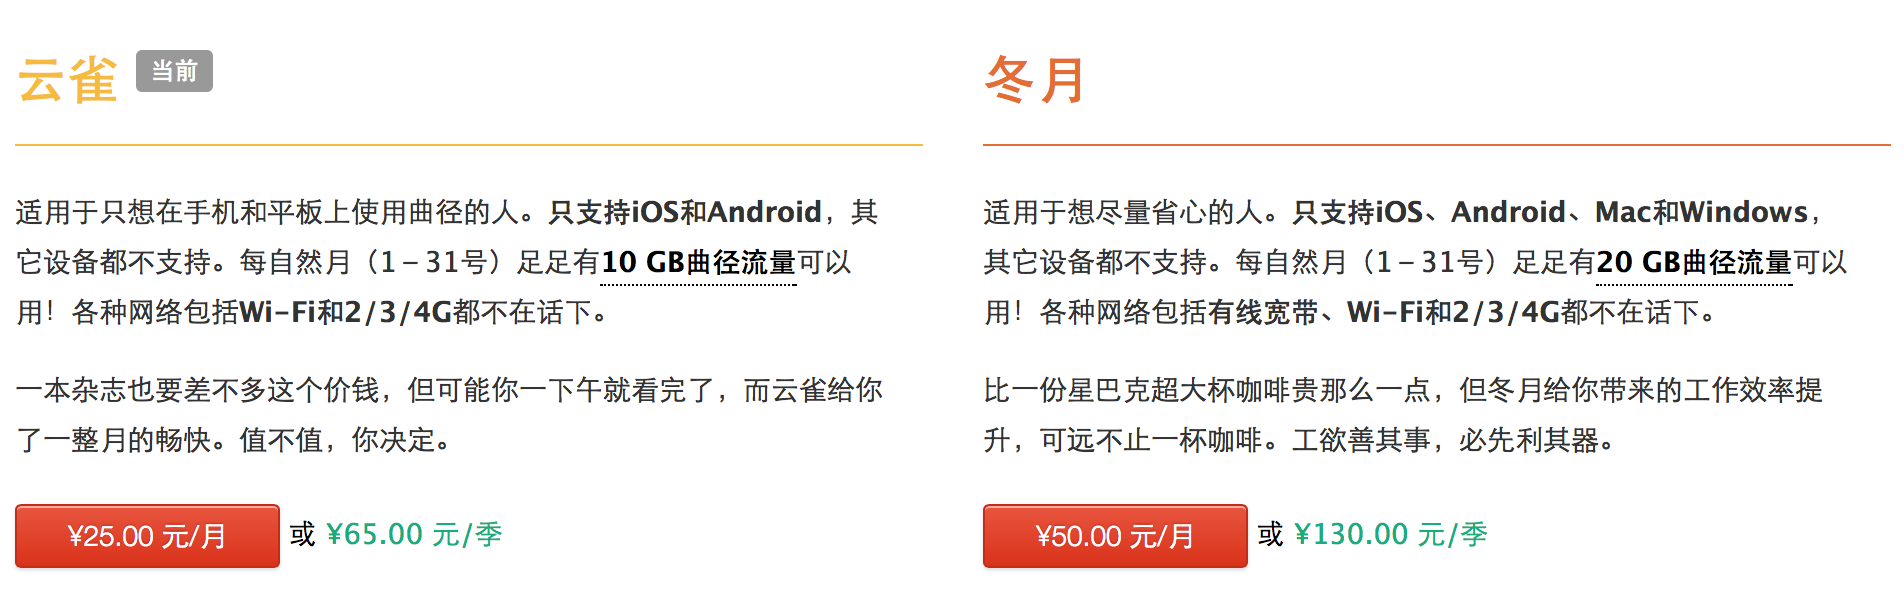 云雀 当前
适用于只想在手机和平板上使用曲径的人。只支持iOS和Android，其
它设备都不支持。每自然月（1－31号）足足有10 GB曲径流量可以
用！各种网络包括Wi-Fi和2/3/4G都不在话下。
一本杂志也要差不多这个价钱，但可能你一下午就看完了，而云雀给你
了一整月的畅快。值不值，你决定。
¥25.00 元/月 或 ¥65.00 元/季
冬月
适用于想尽量省心的人。只支持iOS、Android、Mac和Windows，
其它设备都不支持。每自然月（1－31号）足足有20 GB曲径流量可以
用！各种网络包括有线宽带、Wi-Fi和2/3/4G都不在话下。
比一份星巴克超大杯咖啡贵那么一点，但冬月给你带来的工作效率提
升，可远不止一杯咖啡。工欲善其事，必先利其器。
¥50.00 元/月 或 ¥130.00 元/季